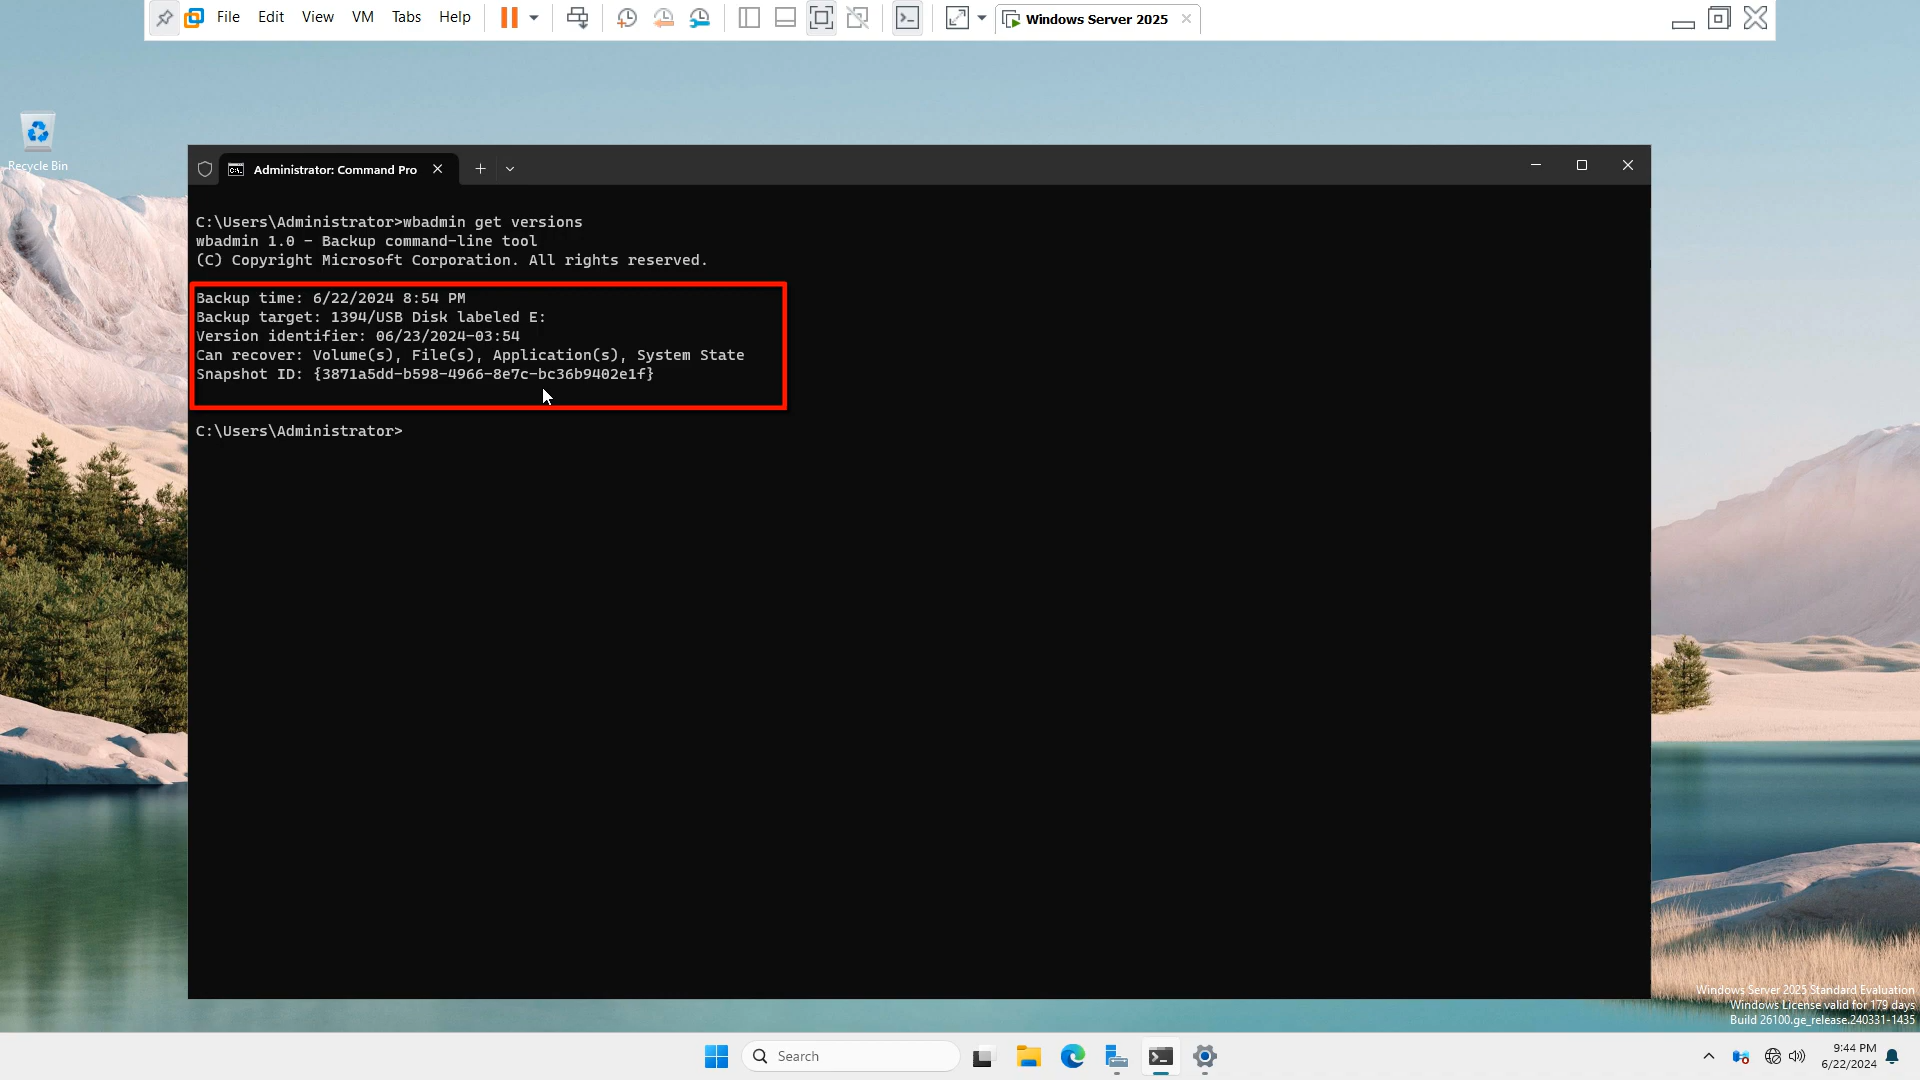 File Edit View VM Tabs Help
Windows Server 2025
Recycle Bin
Administrator: Command Pro
C:\Users\Administrator>wbadmin get versions
wbadmin 1.0 - Backup command-line tool
(C) Copyright Microsoft Corporation. All rights reserved.
Backup time: 6/22/2024 8:54 PM
Backup target: 1394/USB Disk labeled E:
Version identifier: 06/23/2024-03:54
Can recover: Volume(s), File(s), Application(s), System State
Snapshot ID: {3871a5dd-b598-4966-8e7c-bc36b9402e1f}
C:\Users\Administrator>
Windows Server 2025 Standard Evaluation
Windows License valid for 179 days
Build 26100.ge_release.240331-1435
Search
9:44 PM
6/22/2024